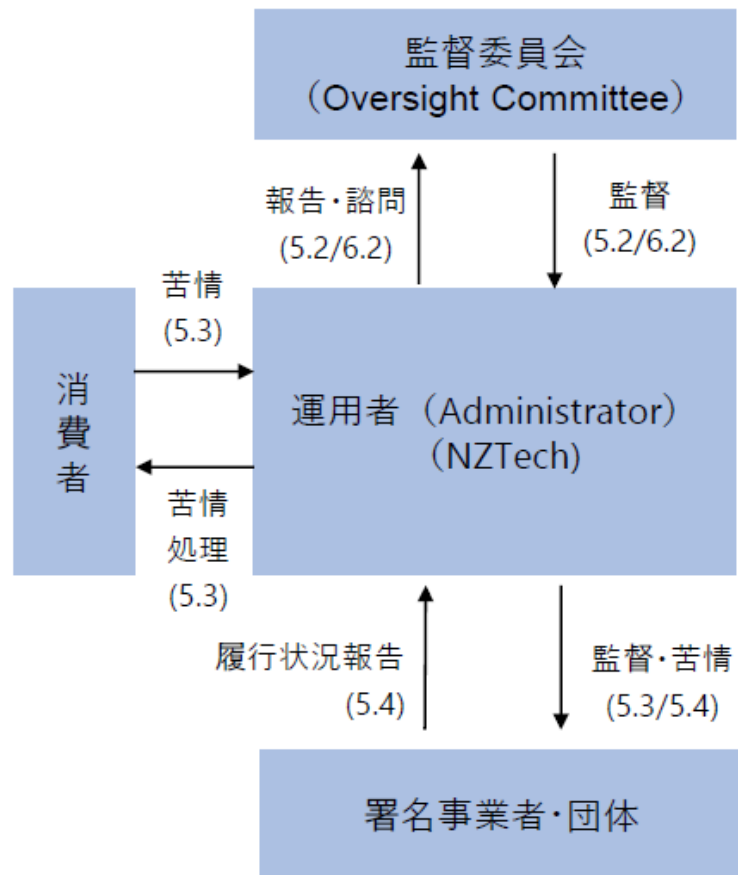 監督委員会
（Oversight Committee）
報告・諮問
(5.2/6.2)
監督
(5.2/6.2)
苦情
(5.3)
消
費
者
運用者（Administrator）
（NZTech)
苦情
処理
(5.3)
履行状況報告
(5.4)
監督・苦情
(5.3/5.4)
署名事業者・団体